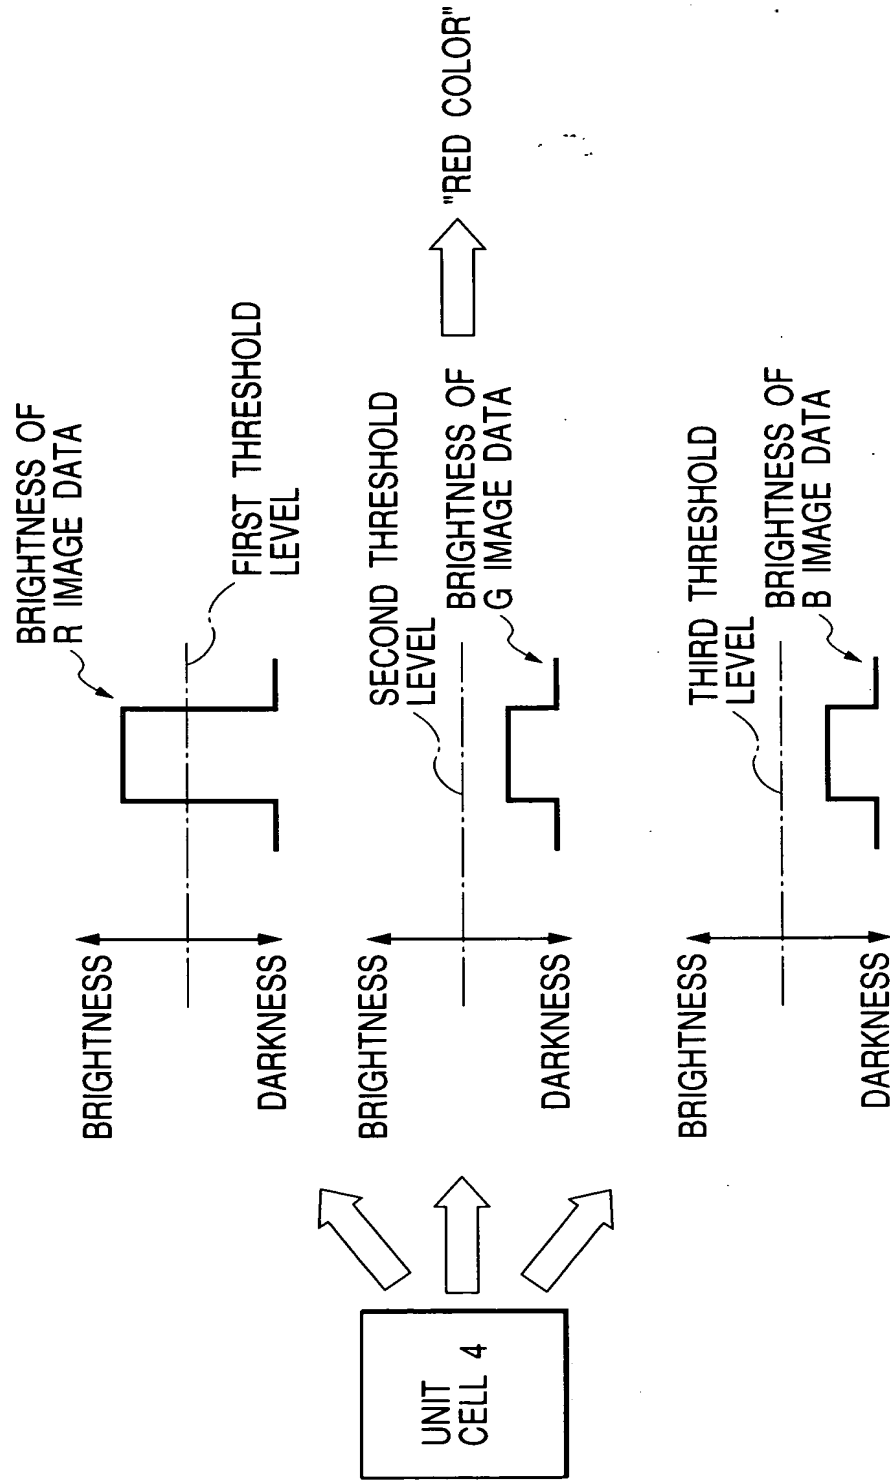 UNIT
CELL 4
BRIGHTNESS
DARKNESS
BRIGHTNESS OF
R IMAGE DATA
FIRST THRESHOLD
LEVEL
BRIGHTNESS
DARKNESS
SECOND THRESHOLD
LEVEL
BRIGHTNESS OF
G IMAGE DATA
BRIGHTNESS
DARKNESS
THIRD THRESHOLD
LEVEL
BRIGHTNESS OF
B IMAGE DATA
"RED COLOR"